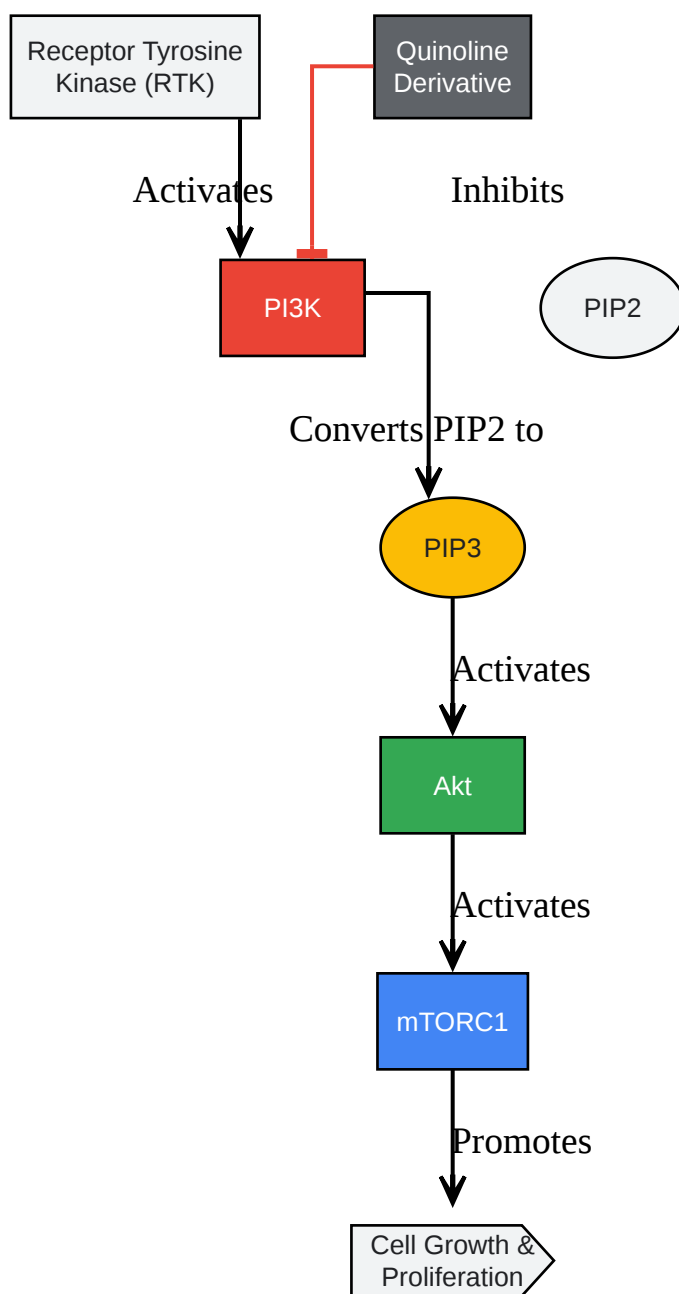 Receptor Tyrosine
Kinase (RTK)
Quinoline
Derivative
Activates
Inhibits
PI3K
PIP2
Converts PIP2 to
PIP3
Activates
Akt
Activates
mTORC1
Promotes
Cell Growth &
Proliferation